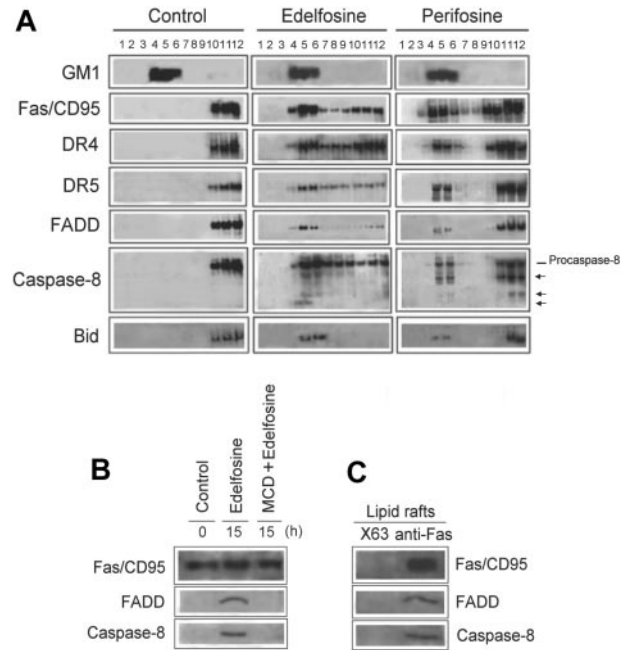 A
Control Edelfosine Perifosine
1 2 3 4 5 6 7 8 9 10 11 12 1 2 3 4 5 6 7 8 9 10 11 12 1 2 3 4 5 6 7 8 9 10 11 12
GM1
Fas/CD95
DR4
DR5
FADD
Caspase-8
Procaspase-8
Bid
B
Control
Edelfosine
MCD + Edelfosine
0 15 15 (h)
Fas/CD95
FADD
Caspase-8
C
Lipid rafts
X63 anti-Fas
Fas/CD95
FADD
Caspase-8